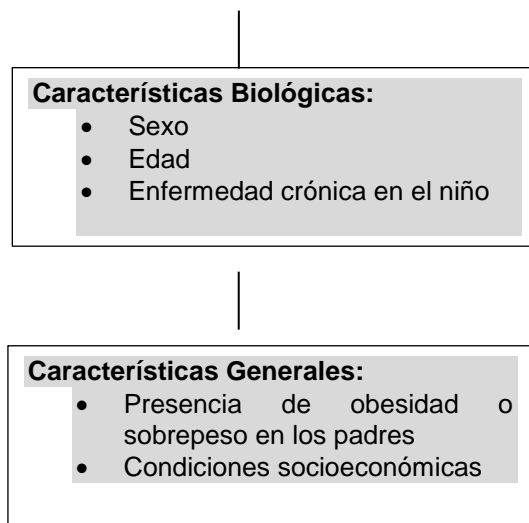 Características Biológicas:
• Sexo
• Edad
• Enfermedad crónica en el niño
Características Generales:
• Presencia de obesidad o
sobrepeso en los padres
• Condiciones socioeconómicas